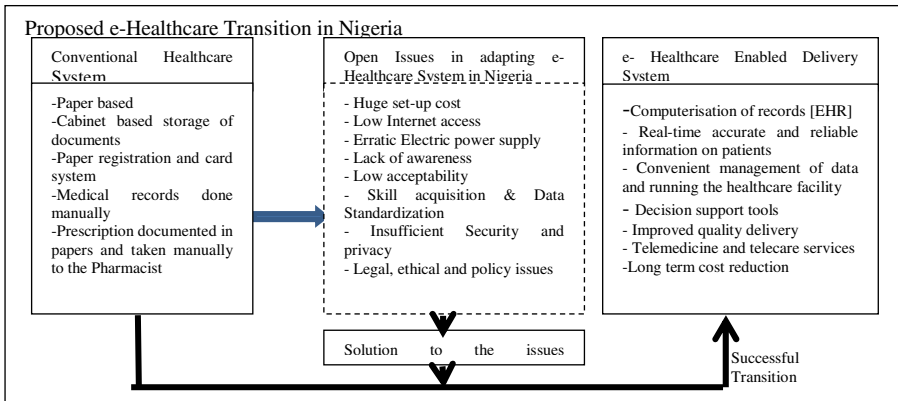 Proposed e-Healthcare Transition in Nigeria
Conventional Healthcare
System
-Paper based
-Cabinet based storage of
documents
-Paper registration and card
system
-Medical records done
manually
-Prescription documented in
papers and taken manually
to the Pharmacist
Open Issues in adapting e-
Healthcare System in Nigeria
- Huge set-up cost
- Low Internet access
- Erratic Electric power supply
- Lack of awareness
- Low acceptability
- Skill acquisition & Data
Standardization
- Insufficient Security and
privacy
- Legal, ethical and policy issues
Solution to the issues
e- Healthcare Enabled Delivery
System
-Computerisation of records [EHR]
- Real-time accurate and reliable
information on patients
- Convenient management of data
and running the healthcare facility
- Decision support tools
- Improved quality delivery
- Telemedicine and telecare services
-Long term cost reduction
Successful
Transition